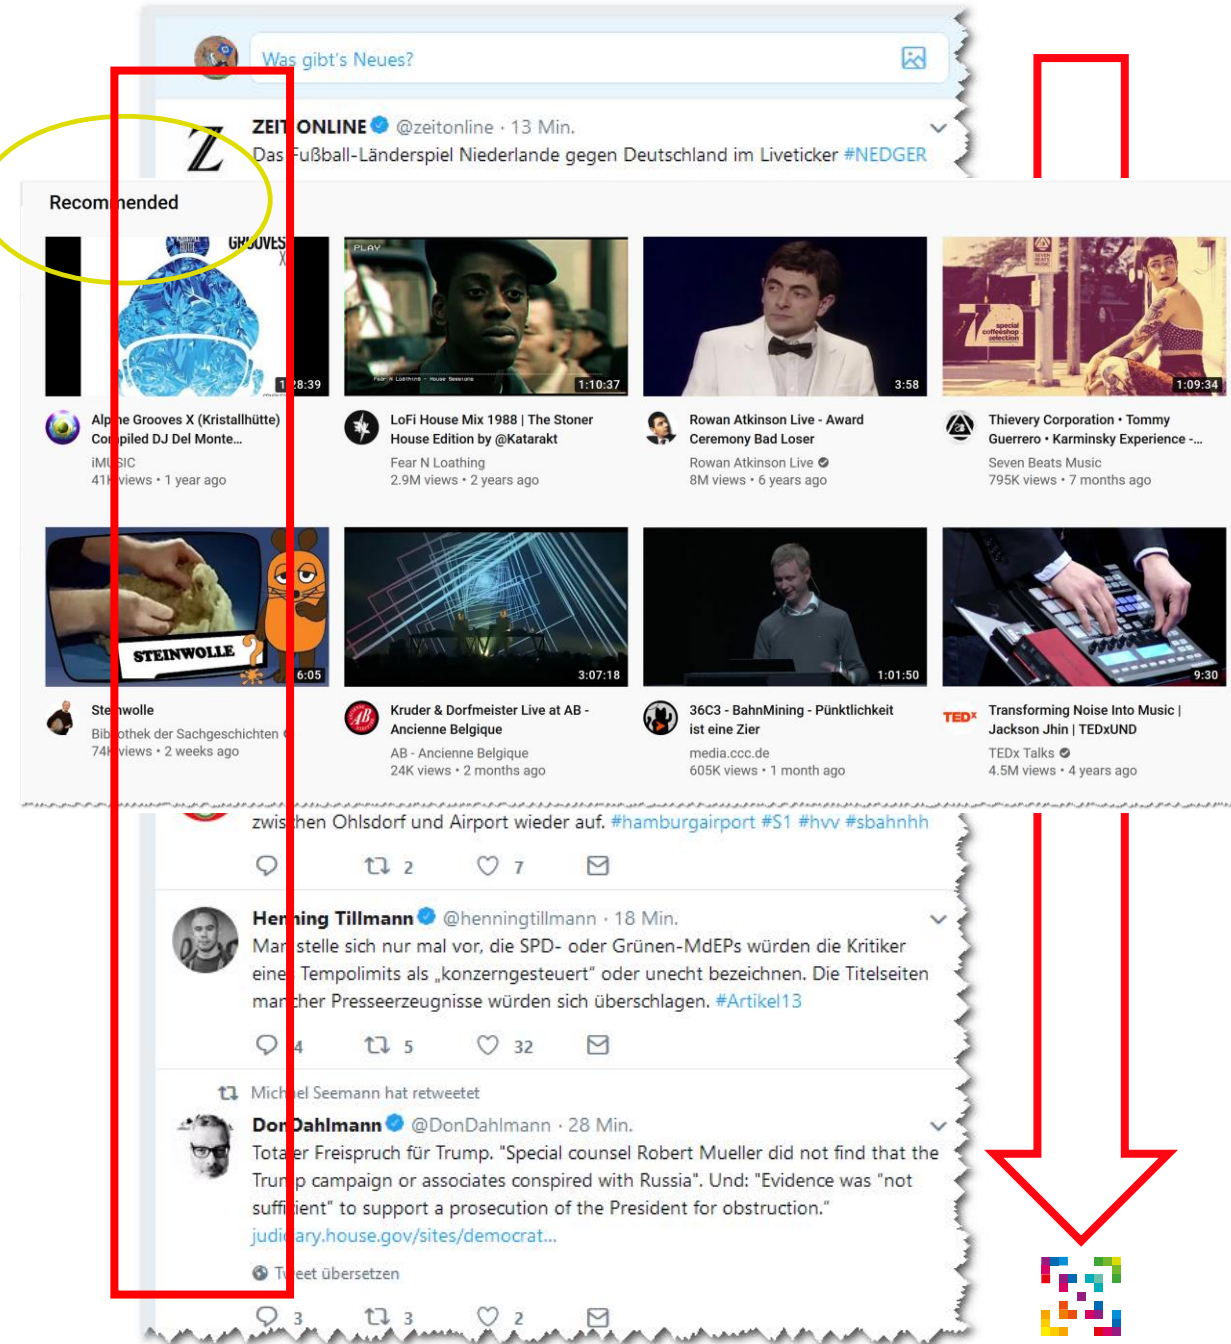 Was gibt's Neues?
ZEIT ONLINE @zeitonline · 13 Min.
Das Fußball-Länderspiel Niederlande gegen Deutschland im Liveticker #NEDGER
Recommended
GROOVES
X
1:28:39
PLAY
Fear N Loathing - House Sessions
1:10:37
3:58
special
coffeeshop
selection
1:09:34
Alpine Grooves X (Kristallhütte)
Compiled DJ Del Monte...
iMUSIC
41K views • 1 year ago
LoFi House Mix 1988 | The Stoner
House Edition by @Katarakt
Fear N Loathing
2.9M views • 2 years ago
Rowan Atkinson Live - Award
Ceremony Bad Loser
Rowan Atkinson Live
8M views • 6 years ago
Thievery Corporation • Tommy
Guerrero • Karminsky Experience -...
Seven Beats Music
795K views • 7 months ago
STEINWOLLE
6:05
3:07:18
1:01:50
9:30
Steinwolle
Bibliothek der Sachgeschichten
74K views • 2 weeks ago
AB
Kruder & Dorfmeister Live at AB -
Ancienne Belgique
AB - Ancienne Belgique
24K views • 2 months ago
36C3 - BahnMining - Pünktlichkeit
ist eine Zier
media.ccc.de
605K views • 1 month ago
TEDx
Transforming Noise Into Music |
Jackson Jhin | TEDxUND
TEDx Talks
4.5M views • 4 years ago
zwischen Ohlsdorf und Airport wieder auf. #hamburgairport #S1 #hvv #sbahnhh
2 7
Henning Tillmann @henningtillmann · 18 Min.
Man stelle sich nur mal vor, die SPD- oder Grünen-MdEPs würden die Kritiker
eines Tempolimits als „konzerngesteuert“ oder unecht bezeichnen. Die Titelseiten
mancher Presseerzeugnisse würden sich überschlagen. #Artikel13
4 5 32
Michael Seemann hat retweetet
DonDahlmann @DonDahlmann · 28 Min.
Totaler Freispruch für Trump. "Special counsel Robert Mueller did not find that the
Trump campaign or associates conspired with Russia". Und: "Evidence was "not
sufficient" to support a prosecution of the President for obstruction."
judiciary.house.gov/sites/democrat...
Tweet übersetzen
3 3 2